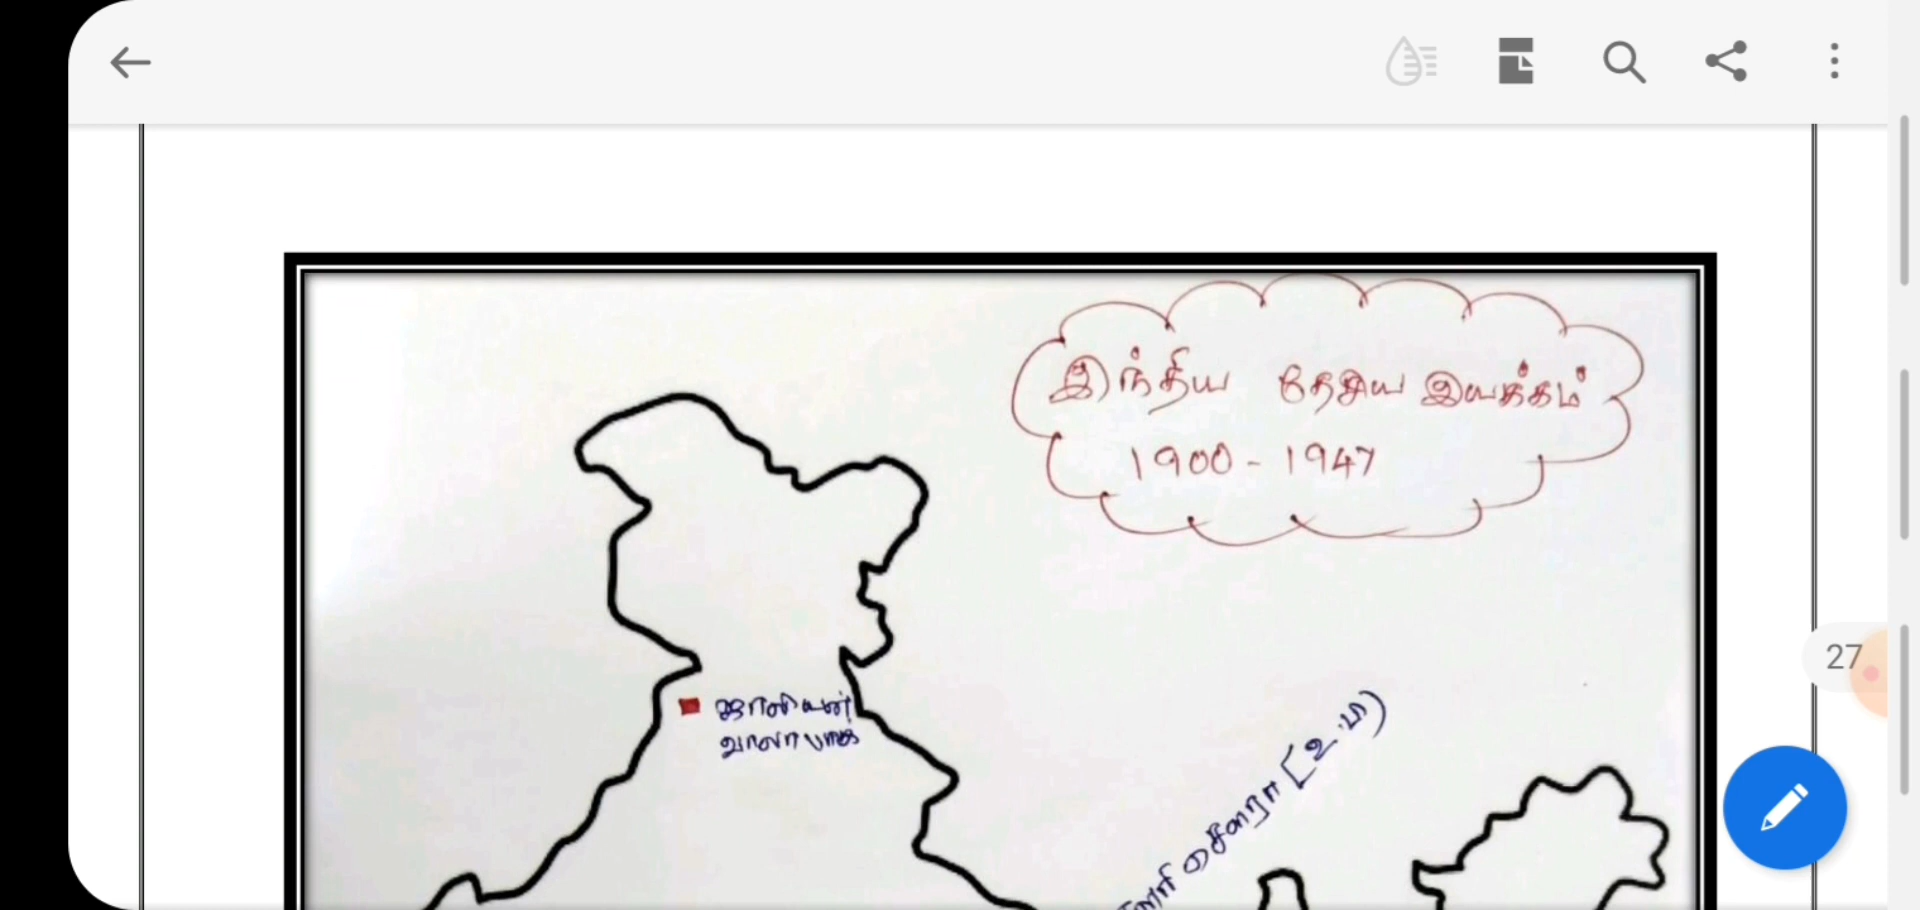 இந்திய தேசிய இயக்கம்
1900 - 1947
ஜாலியன்
வாலாபாக்
சௌரா (உ.பி)
27